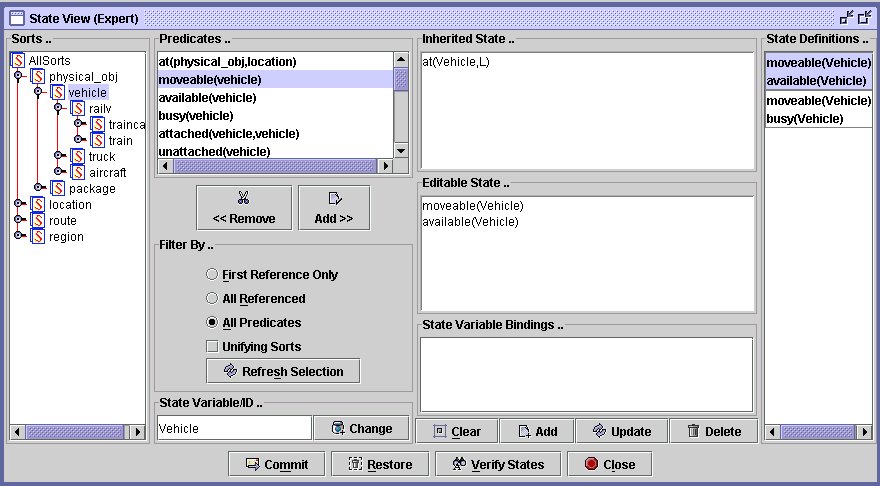 State View (Expert)
Sorts ..
AllSorts
physical_obj
vehicle
railv
trainca
train
truck
aircraft
package
location
route
region
Predicates ..
at(physical_obj,location)
moveable(vehicle)
available(vehicle)
busy(vehicle)
attached(vehicle,vehicle)
unattached(vehicle)
<< Remove
Add >>
Filter By ..
First Reference Only
All Referenced
All Predicates
Unifying Sorts
Refresh Selection
State Variable/ID ..
Vehicle
Change
Inherited State ..
at(Vehicle,L)
Editable State ..
moveable(Vehicle)
available(Vehicle)
State Variable Bindings ..
Clear
Add
Update
Delete
State Definitions ..
moveable(Vehicle)
available(Vehicle)
moveable(Vehicle)
busy(Vehicle)
Commit
Restore
Verify States
Close